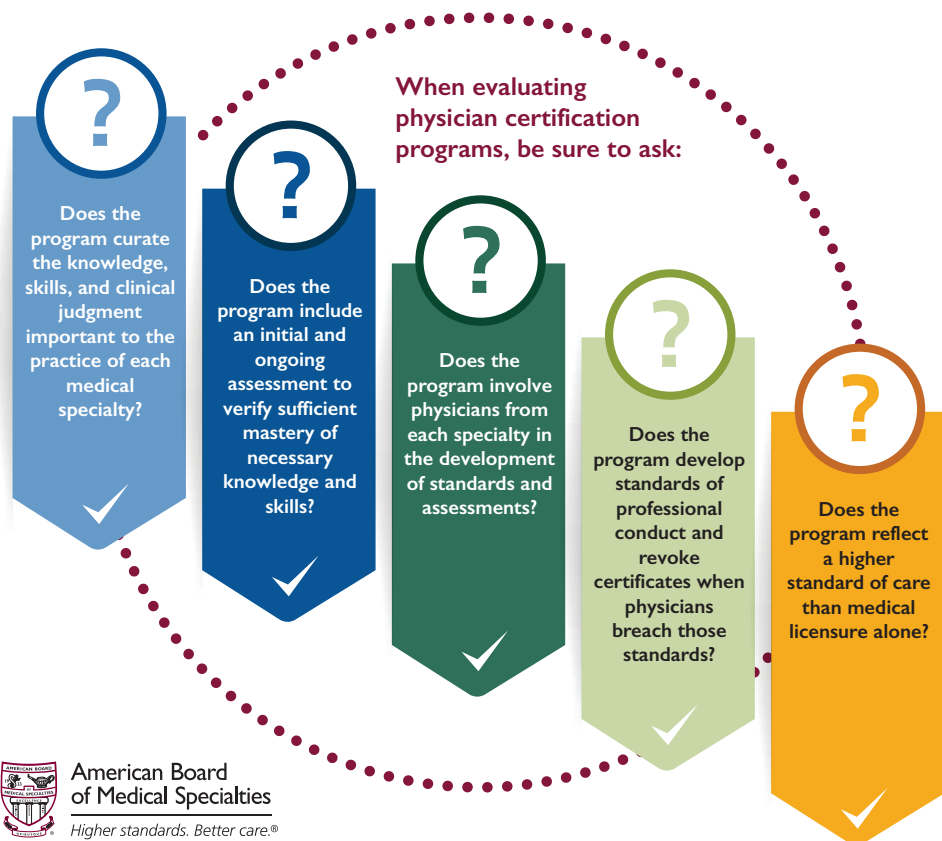 When evaluating
physician certification
programs, be sure to ask:
?
Does the
program curate
the knowledge,
skills, and clinical
judgment
important to the
practice of each
medical
specialty?
?
Does the
program include
an initial and
ongoing
assessment to
verify sufficient
mastery of
necessary
knowledge and
skills?
?
Does the
program involve
physicians from
each specialty in
the development
of standards and
assessments?
?
Does the
program develop
standards of
professional
conduct and
revoke
certificates when
physicians
breach those
standards?
?
Does the
program reflect
a higher
standard of care
than medical
licensure alone?
AMERICAN BOARD
MEDICAL SPECIALTIES
EXCELLENCE
American Board
of Medical Specialties
Higher standards. Better care.®